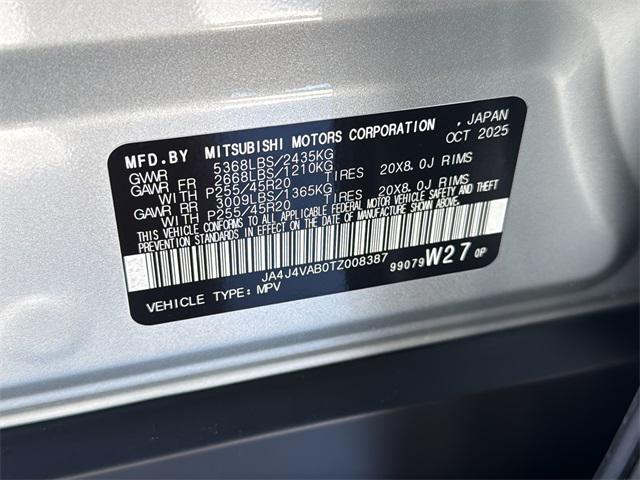 MFD.BY MITSUBISHI MOTORS CORPORATION , JAPAN
GVWR 5368LBS/2435KG OCT 2025
GAWR FR 2668LBS/1210KG
WITH P255/45R20 TIRES 20X8.0J RIMS
GAWR RR 3009LBS/1365KG
WITH P255/45R20 TIRES 20X8.0J RIMS
THIS VEHICLE CONFORMS TO ALL APPLICABLE FEDERAL MOTOR VEHICLE SAFETY AND THEFT
PREVENTION STANDARDS IN EFFECT ON THE DATE OF MANUFACTURE SHOWN ABOVE.
JA4J4VAB0TZ008387
99079 W27 0P
VEHICLE TYPE: MPV